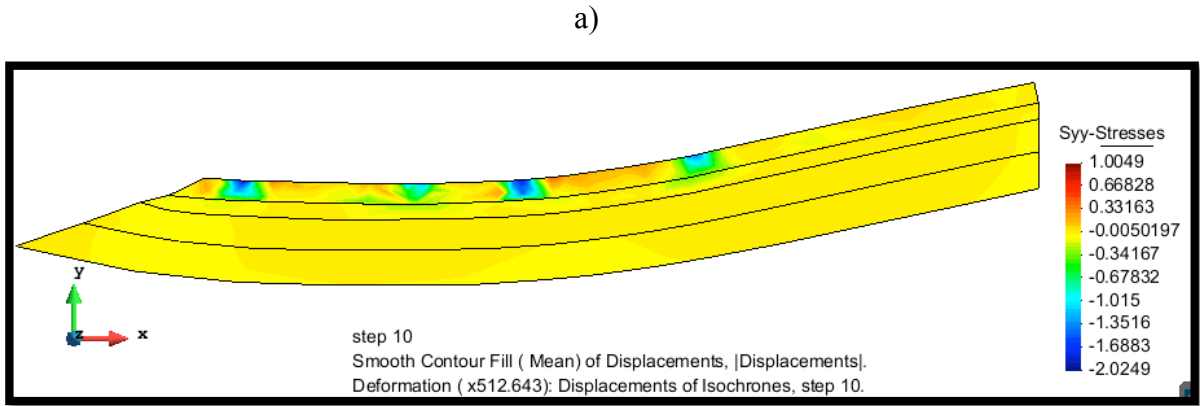 a)
Syy-Stresses
1.0049
0.66828
0.33163
-0.0050197
-0.34167
-0.67832
-1.015
-1.3516
-1.6883
-2.0249
y
z
x
step 10
Smooth Contour Fill ( Mean) of Displacements, |Displacements|.
Deformation ( x512.643): Displacements of Isochrones, step 10.